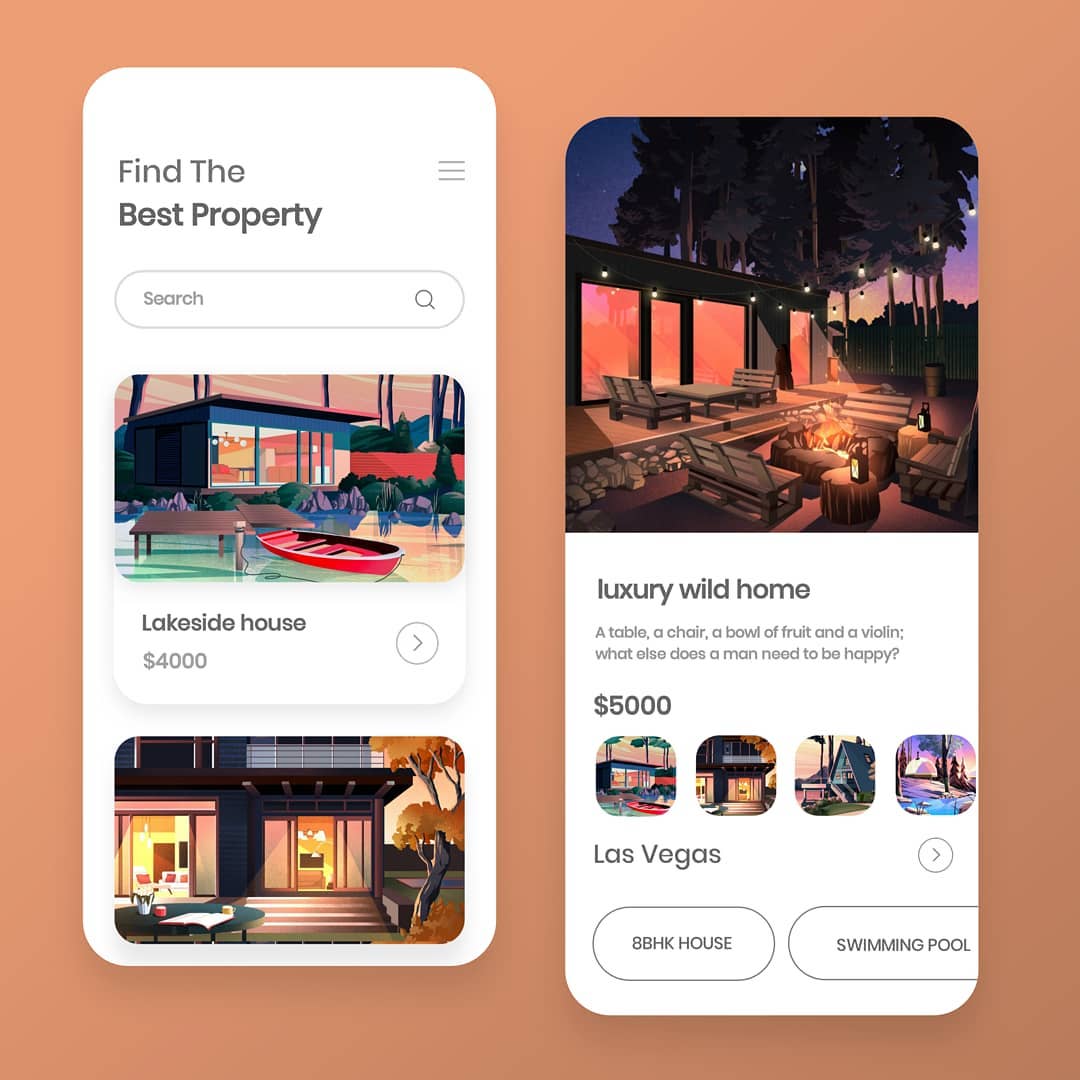 Find The
Best Property
Search
Lakeside house
$4000
luxury wild home
A table, a chair, a bowl of fruit and a violin;
what else does a man need to be happy?
$5000
Las Vegas
8BHK HOUSE
SWIMMING POOL